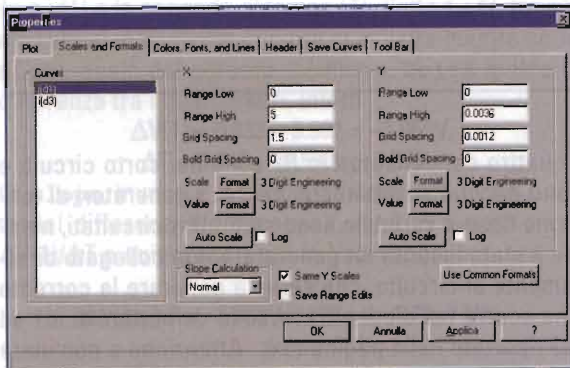 Properties
Plot
Scales and Formats
Colors, Fonts, and Lines
Header
Save Curves
Tool Bar
Curves
i(d1)
i(d3)
X
Range Low 0
Range High 5
Grid Spacing 1.5
Bold Grid Spacing 0
Scale Format 3 Digit Engineering
Value Format 3 Digit Engineering
Auto Scale Log
Y
Range Low 0
Range High 0.0036
Grid Spacing 0.0012
Bold Grid Spacing 0
Scale Format 3 Digit Engineering
Value Format 3 Digit Engineering
Auto Scale Log
Slope Calculation
Normal
Same Y Scales
Save Range Edits
Use Common Formats
OK
Annulla
Applica
?